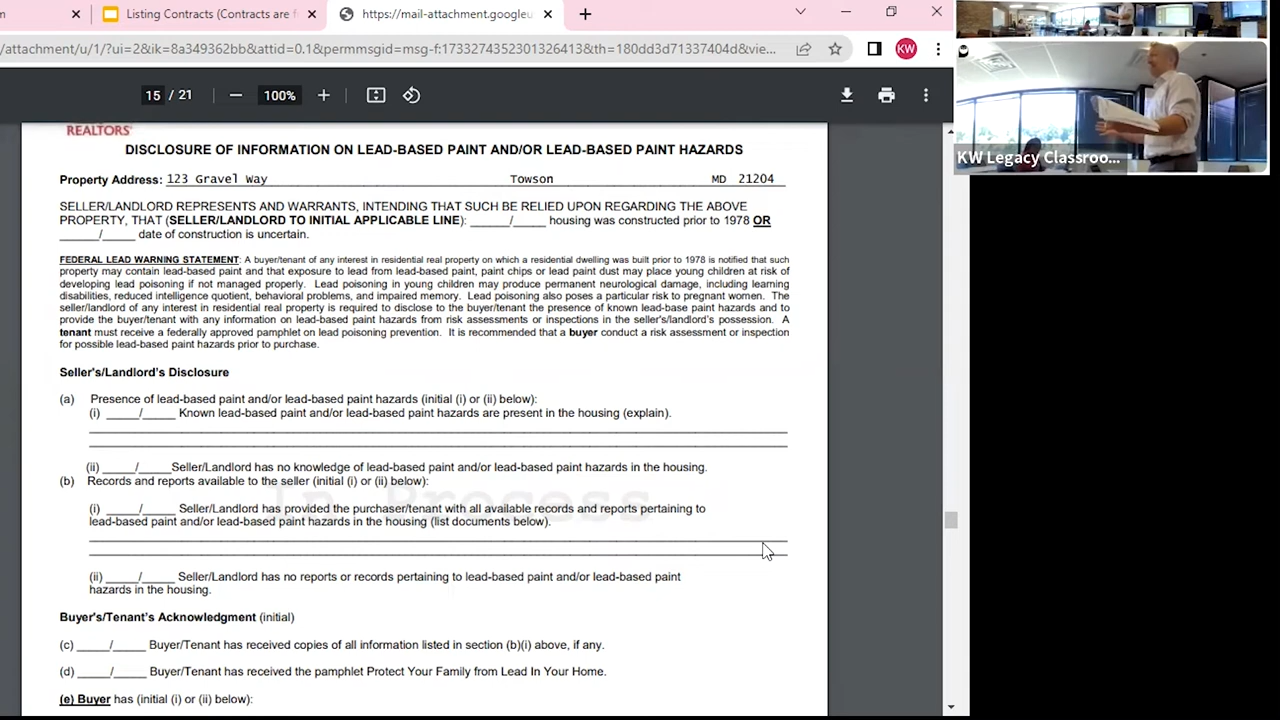 Listing Contracts (Contracts are f
https://mail-attachment.googleu
/attachment/u/1/?ui=2&ik=8a349362bb&attid=0.1&permmsgid=msg-f:1733274352301326413&th=180dd3d71337404d&vie...
KW
15 / 21
100%
KW Legacy Classroo...
REALTORS
DISCLOSURE OF INFORMATION ON LEAD-BASED PAINT AND/OR LEAD-BASED PAINT HAZARDS
Property Address: 123 Gravel Way Towson MD 21204
SELLER/LANDLORD REPRESENTS AND WARRANTS, INTENDING THAT SUCH BE RELIED UPON REGARDING THE ABOVE
PROPERTY, THAT (SELLER/LANDLORD TO INITIAL APPLICABLE LINE): ______/_____ housing was constructed prior to 1978 OR
______/_____ date of construction is uncertain.
FEDERAL LEAD WARNING STATEMENT: A buyer/tenant of any interest in residential real property on which a residential dwelling was built prior to 1978 is notified that such
property may contain lead-based paint and that exposure to lead from lead-based paint, paint chips or lead paint dust may place young children at risk of
developing lead poisoning if not managed properly. Lead poisoning in young children may produce permanent neurological damage, including learning
disabilities, reduced intelligence quotient, behavioral problems, and impaired memory. Lead poisoning also poses a particular risk to pregnant women. The
seller/landlord of any interest in residential real property is required to disclose to the buyer/tenant the presence of known lead-base paint hazards and to
provide the buyer/tenant with any information on lead-based paint hazards from risk assessments or inspections in the seller's/landlord's possession. A
tenant must receive a federally approved pamphlet on lead poisoning prevention. It is recommended that a buyer conduct a risk assessment or inspection
for possible lead-based paint hazards prior to purchase.
Seller's/Landlord's Disclosure
(a) Presence of lead-based paint and/or lead-based paint hazards (initial (i) or (ii) below):
(i) _____/_____ Known lead-based paint and/or lead-based paint hazards are present in the housing (explain).
(ii) _____/_____Seller/Landlord has no knowledge of lead-based paint and/or lead-based paint hazards in the housing.
(b) Records and reports available to the seller (initial (i) or (ii) below):
In Process
(i) _____/_____ Seller/Landlord has provided the purchaser/tenant with all available records and reports pertaining to
lead-based paint and/or lead-based paint hazards in the housing (list documents below).
(ii) _____/_____ Seller/Landlord has no reports or records pertaining to lead-based paint and/or lead-based paint
hazards in the housing.
Buyer's/Tenant's Acknowledgment (initial)
(c) _____/_____ Buyer/Tenant has received copies of all information listed in section (b)(i) above, if any.
(d) _____/_____ Buyer/Tenant has received the pamphlet Protect Your Family from Lead In Your Home.
(e) Buyer has (initial (i) or (ii) below):